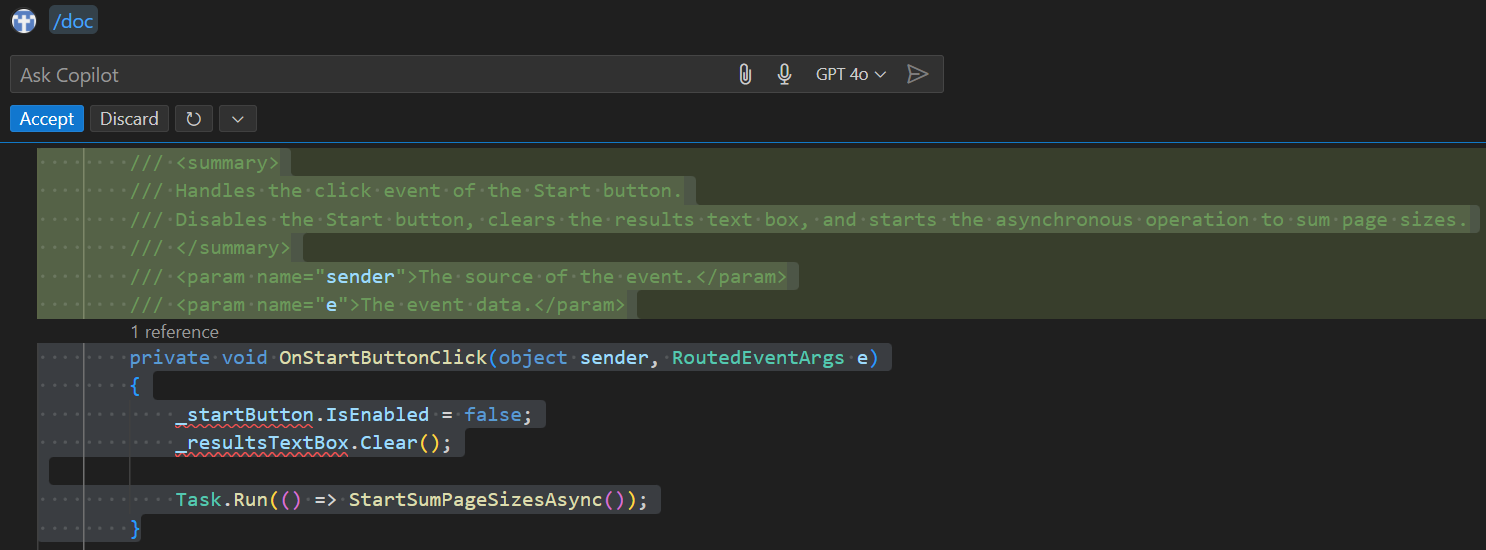 /doc
Ask Copilot
GPT 4o
Accept Discard
/// <summary>
/// Handles the click event of the Start button.
/// Disables the Start button, clears the results text box, and starts the asynchronous operation to sum page sizes.
/// </summary>
/// <param name="sender">The source of the event.</param>
/// <param name="e">The event data.</param>
1 reference
private void OnStartButtonClick(object sender, RoutedEventArgs e)
{
_startButton.IsEnabled = false;
_resultsTextBox.Clear();
Task.Run(() => StartSumPageSizesAsync());
}